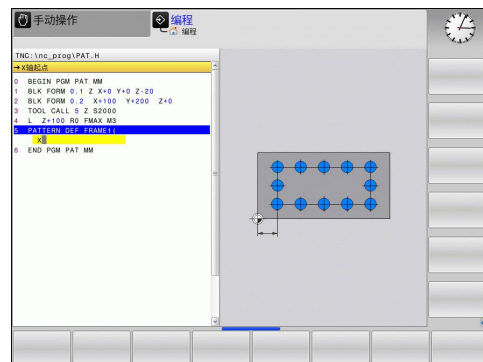 手动操作
编程
编程
TNC:\nc_prog\PAT.H
→X轴起点
0 BEGIN PGM PAT MM
1 BLK FORM 0.1 Z X+0 Y+0 Z-20
2 BLK FORM 0.2 X+100 Y+200 Z+0
3 TOOL CALL 5 Z S2000
4 L Z+100 R0 FMAX M3
5 PATTERN DEF FRAME1(
X
6 END PGM PAT MM